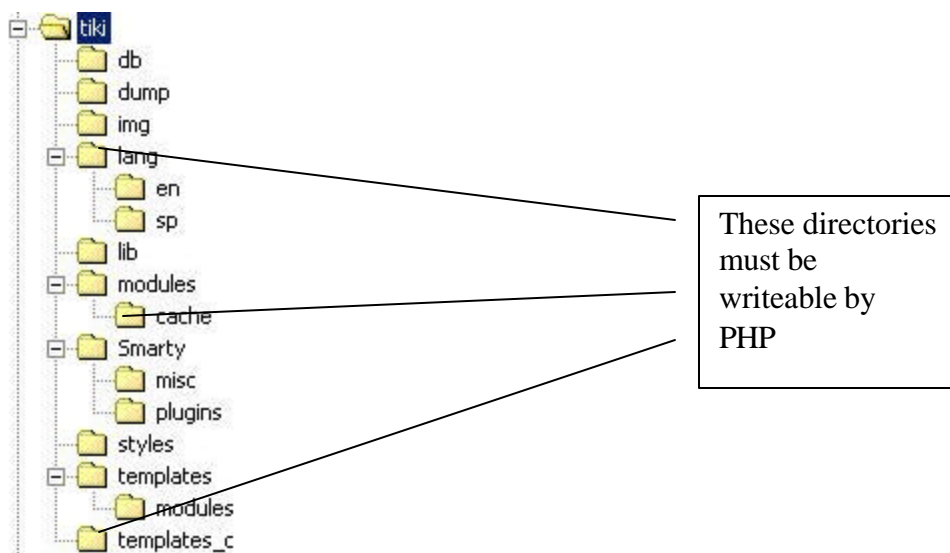 tiki
db
dump
img
lang
en
sp
lib
modules
cache
Smarty
misc
plugins
styles
templates
modules
templates_c
These directories
must be
writeable by
PHP